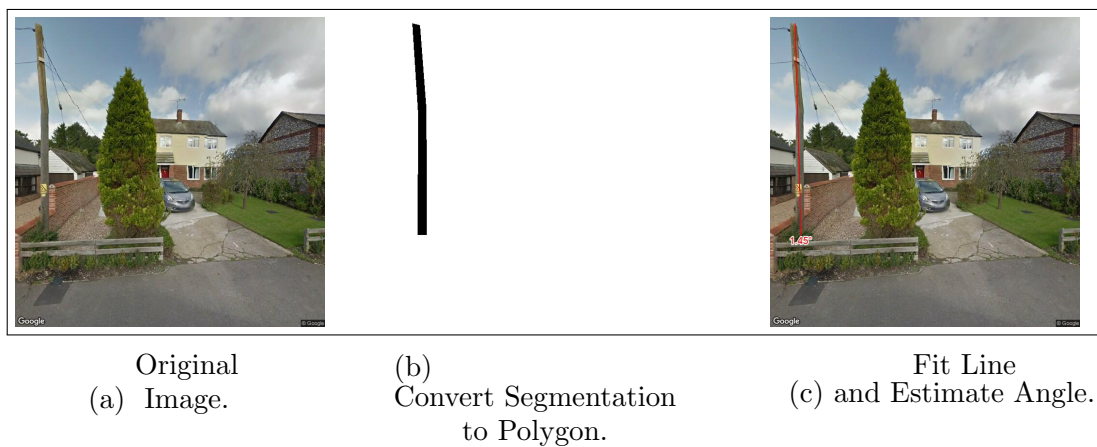 Google
© Google
1.45°
Google
© Google
(a) Original Image.
(b) Convert Segmentation to Polygon.
(c) Fit Line and Estimate Angle.